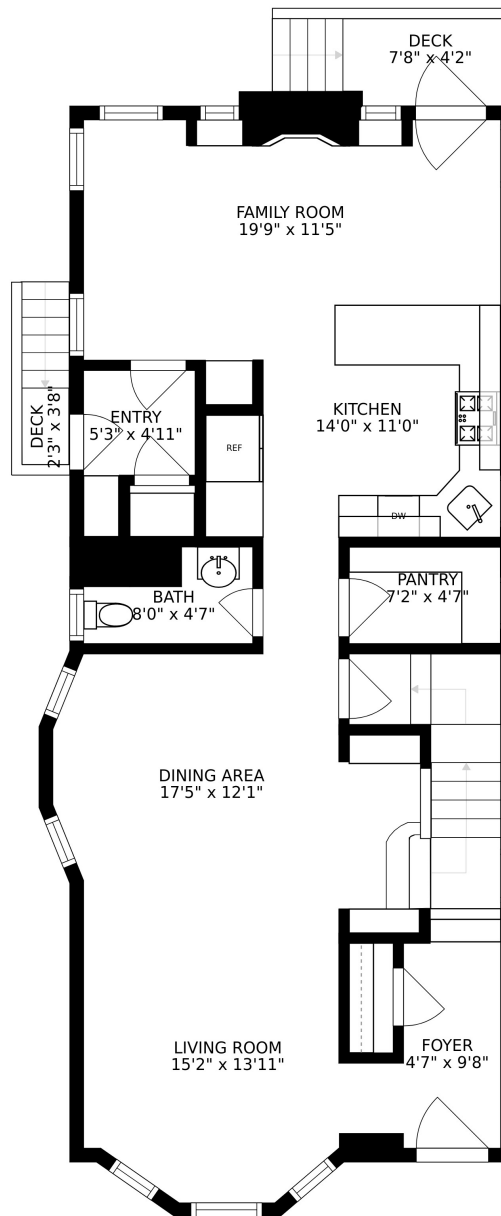 DECK
7'8" x 4'2"
FAMILY ROOM
19'9" x 11'5"
DECK
2'3" x 3'8"
ENTRY
5'3" x 4'11"
KITCHEN
14'0" x 11'0"
REF
DW
BATH
8'0" x 4'7"
PANTRY
7'2" x 4'7"
DINING AREA
17'5" x 12'1"
LIVING ROOM
15'2" x 13'11"
FOYER
4'7" x 9'8"